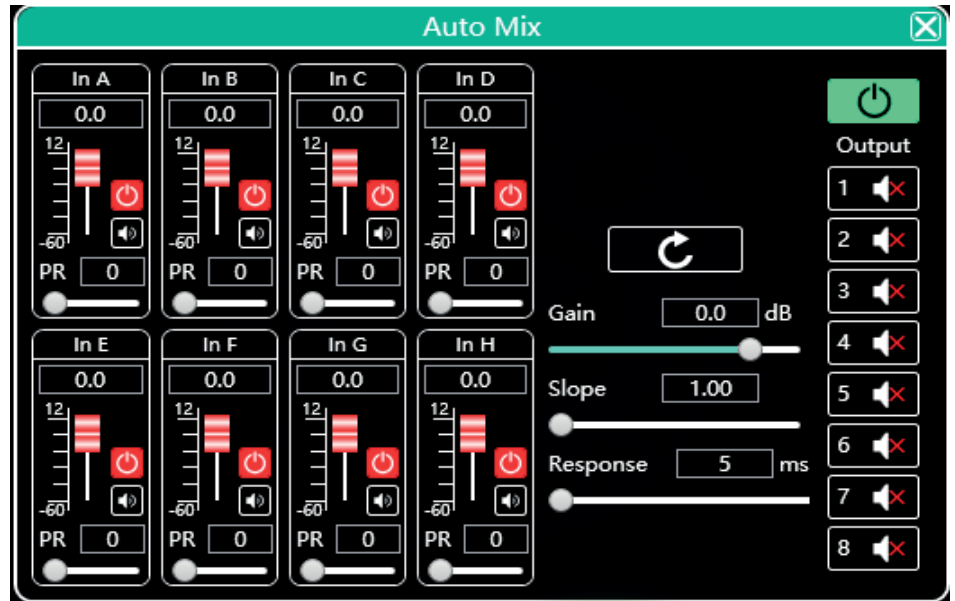 Auto Mix
In A
0.0
12
-60
PR 0
In B
0.0
12
-60
PR 0
In C
0.0
12
-60
PR 0
In D
0.0
12
-60
PR 0
In E
0.0
12
-60
PR 0
In F
0.0
12
-60
PR 0
In G
0.0
12
-60
PR 0
In H
0.0
12
-60
PR 0
Gain 0.0 dB
Slope 1.00
Response 5 ms
Output
1
2
3
4
5
6
7
8